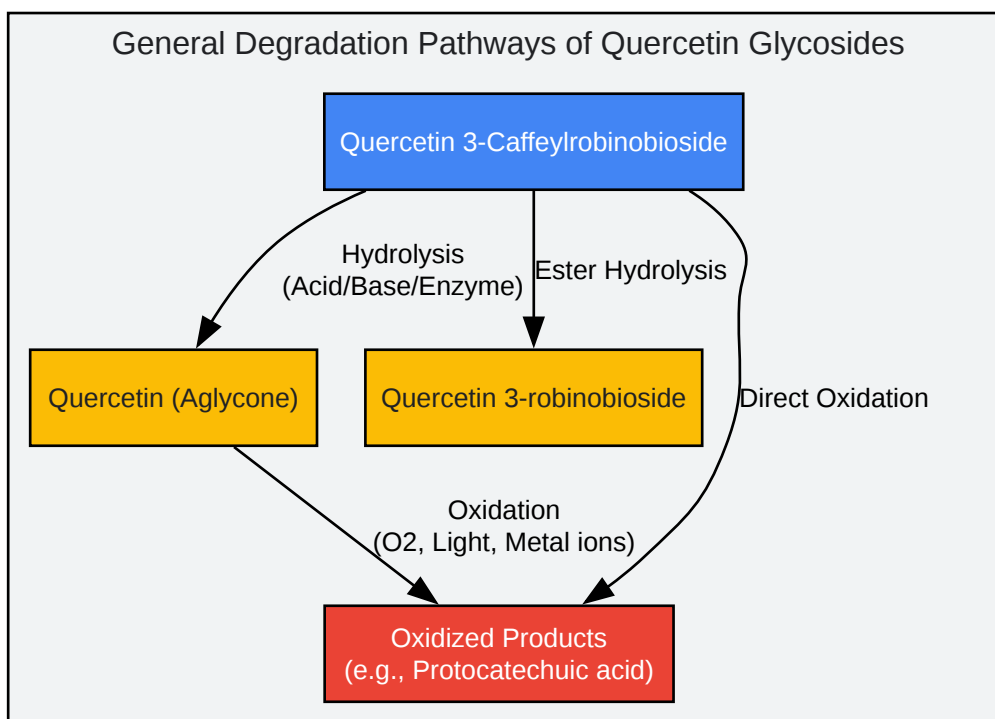 General Degradation Pathways of Quercetin Glycosides
Quercetin 3-Caffeylrobinobioside
Hydrolysis
(Acid/Base/Enzyme)
Ester Hydrolysis
Quercetin (Aglycone)
Quercetin 3-robinobioside
Direct Oxidation
Oxidation
(O2, Light, Metal ions)
Oxidized Products
(e.g., Protocatechuic acid)